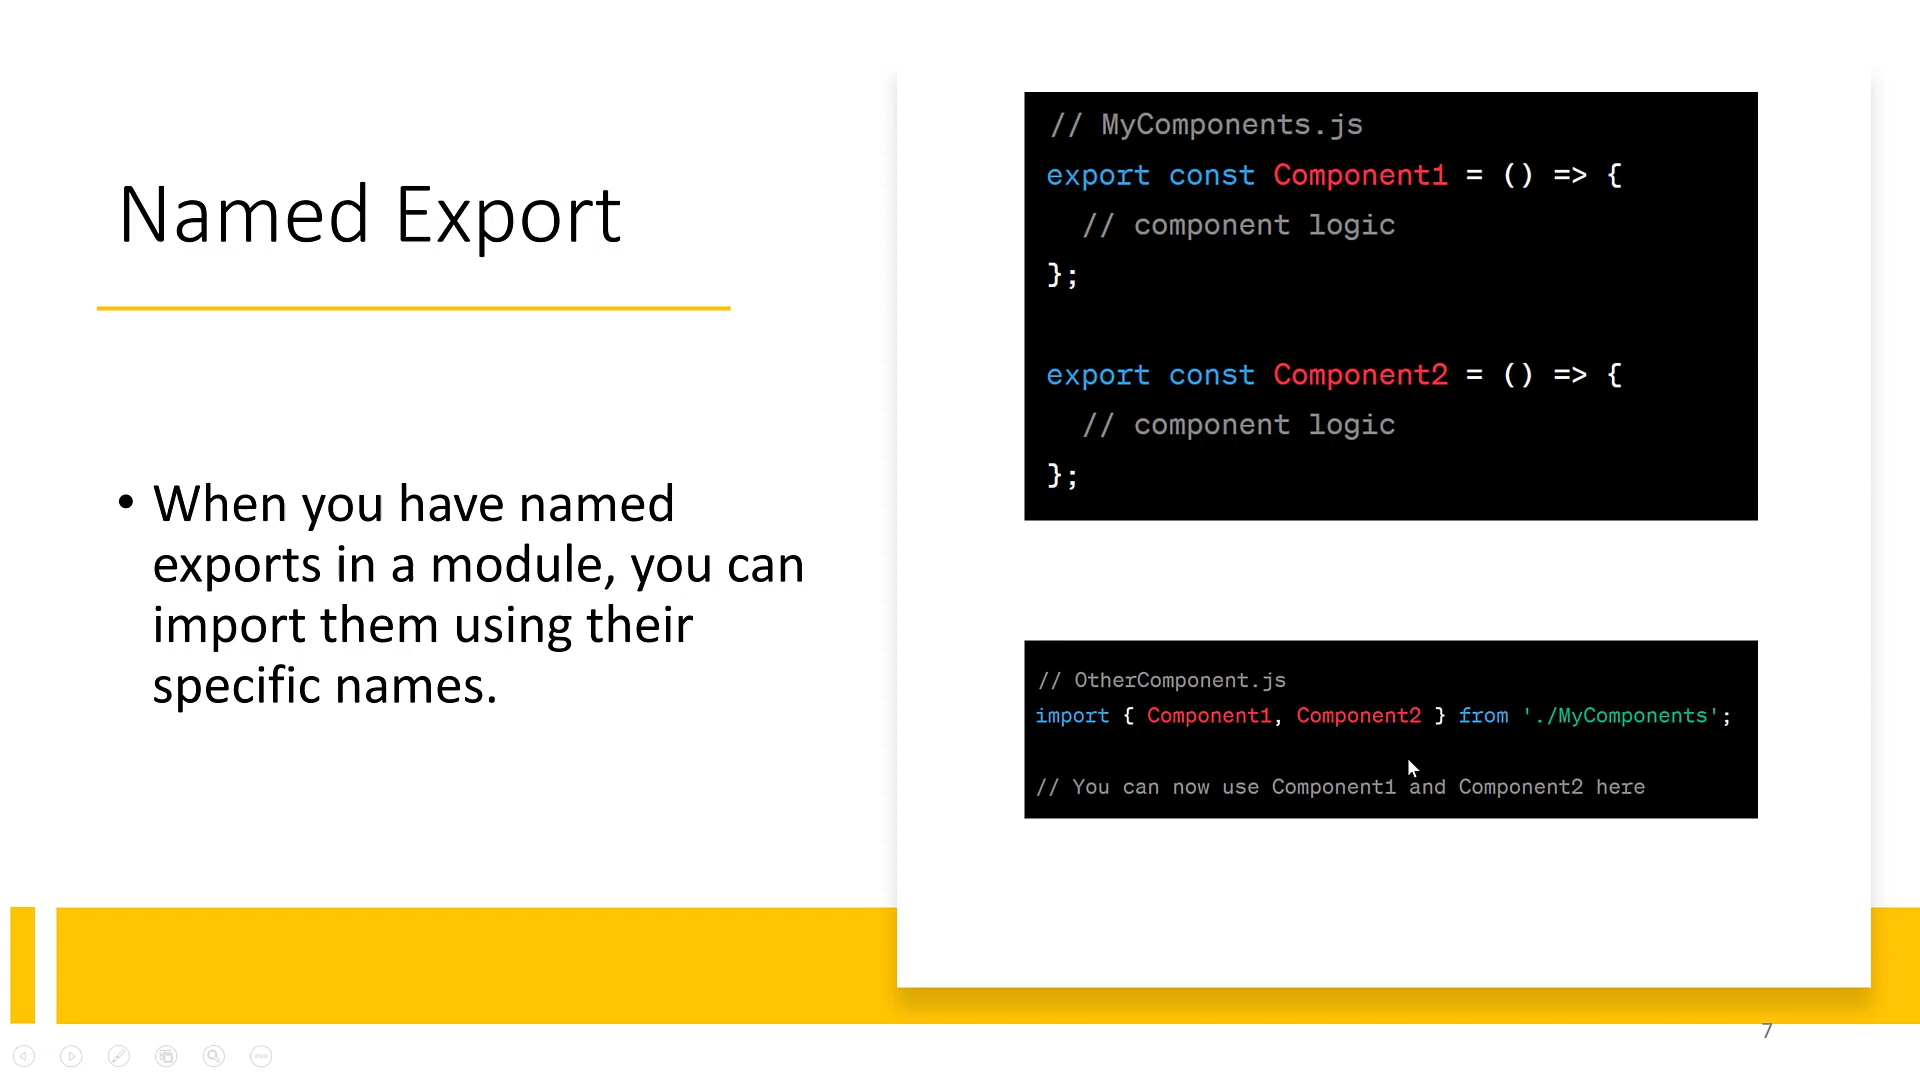 Named Export
• When you have named
exports in a module, you can
import them using their
specific names.
// MyComponents.js
export const Component1 = () => {
// component logic
};
export const Component2 = () => {
// component logic
};
// OtherComponent.js
import { Component1, Component2 } from './MyComponents';
// You can now use Component1 and Component2 here
7